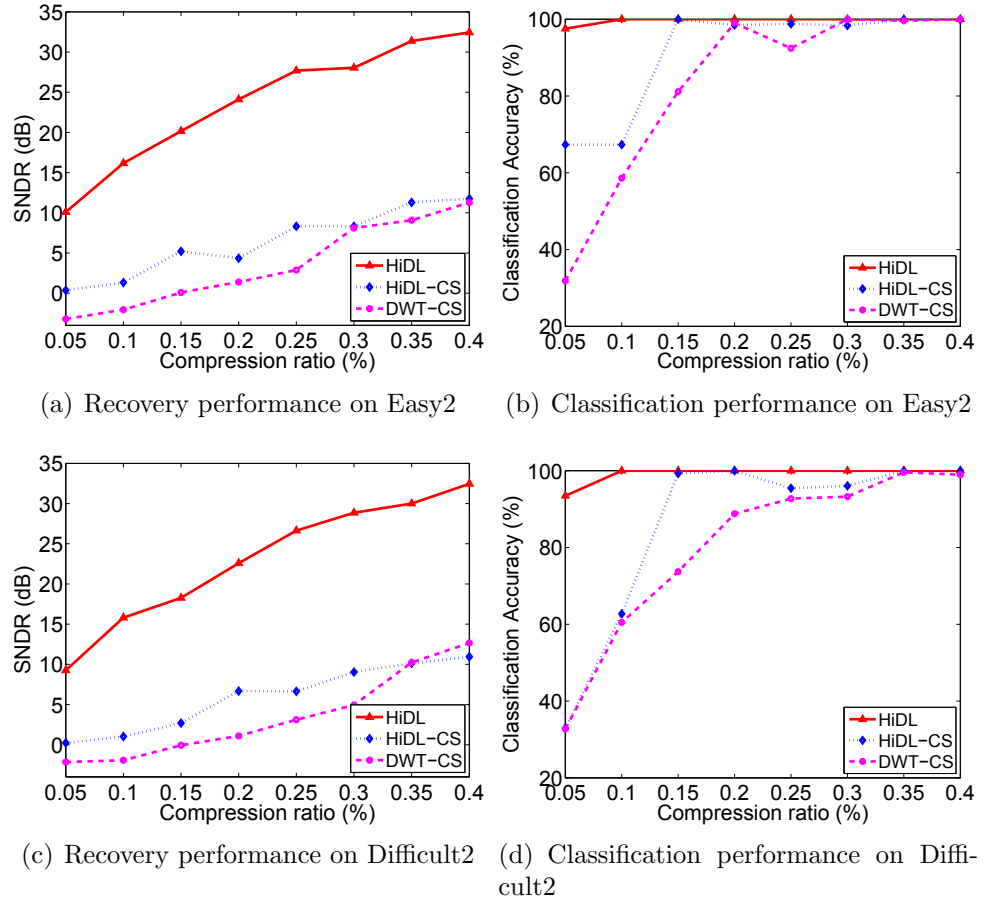 35
30
25
20
15
10
5
0
SNDR (dB)
HiDL
HiDL-CS
DWT-CS
0.05 0.1 0.15 0.2 0.25 0.3 0.35 0.4
Compression ratio (%)
(a) Recovery performance on Easy2
100
80
60
40
20
Classification Accuracy (%)
HiDL
HiDL-CS
DWT-CS
0.05 0.1 0.15 0.2 0.25 0.3 0.35 0.4
Compression ratio (%)
(b) Classification performance on Easy2
35
30
25
20
15
10
5
0
SNDR (dB)
HiDL
HiDL-CS
DWT-CS
0.05 0.1 0.15 0.2 0.25 0.3 0.35 0.4
Compression ratio (%)
(c) Recovery performance on Difficult2
100
80
60
40
20
Classification Accuracy (%)
HiDL
HiDL-CS
DWT-CS
0.05 0.1 0.15 0.2 0.25 0.3 0.35 0.4
Compression ratio (%)
(d) Classification performance on Diffi-
cult2